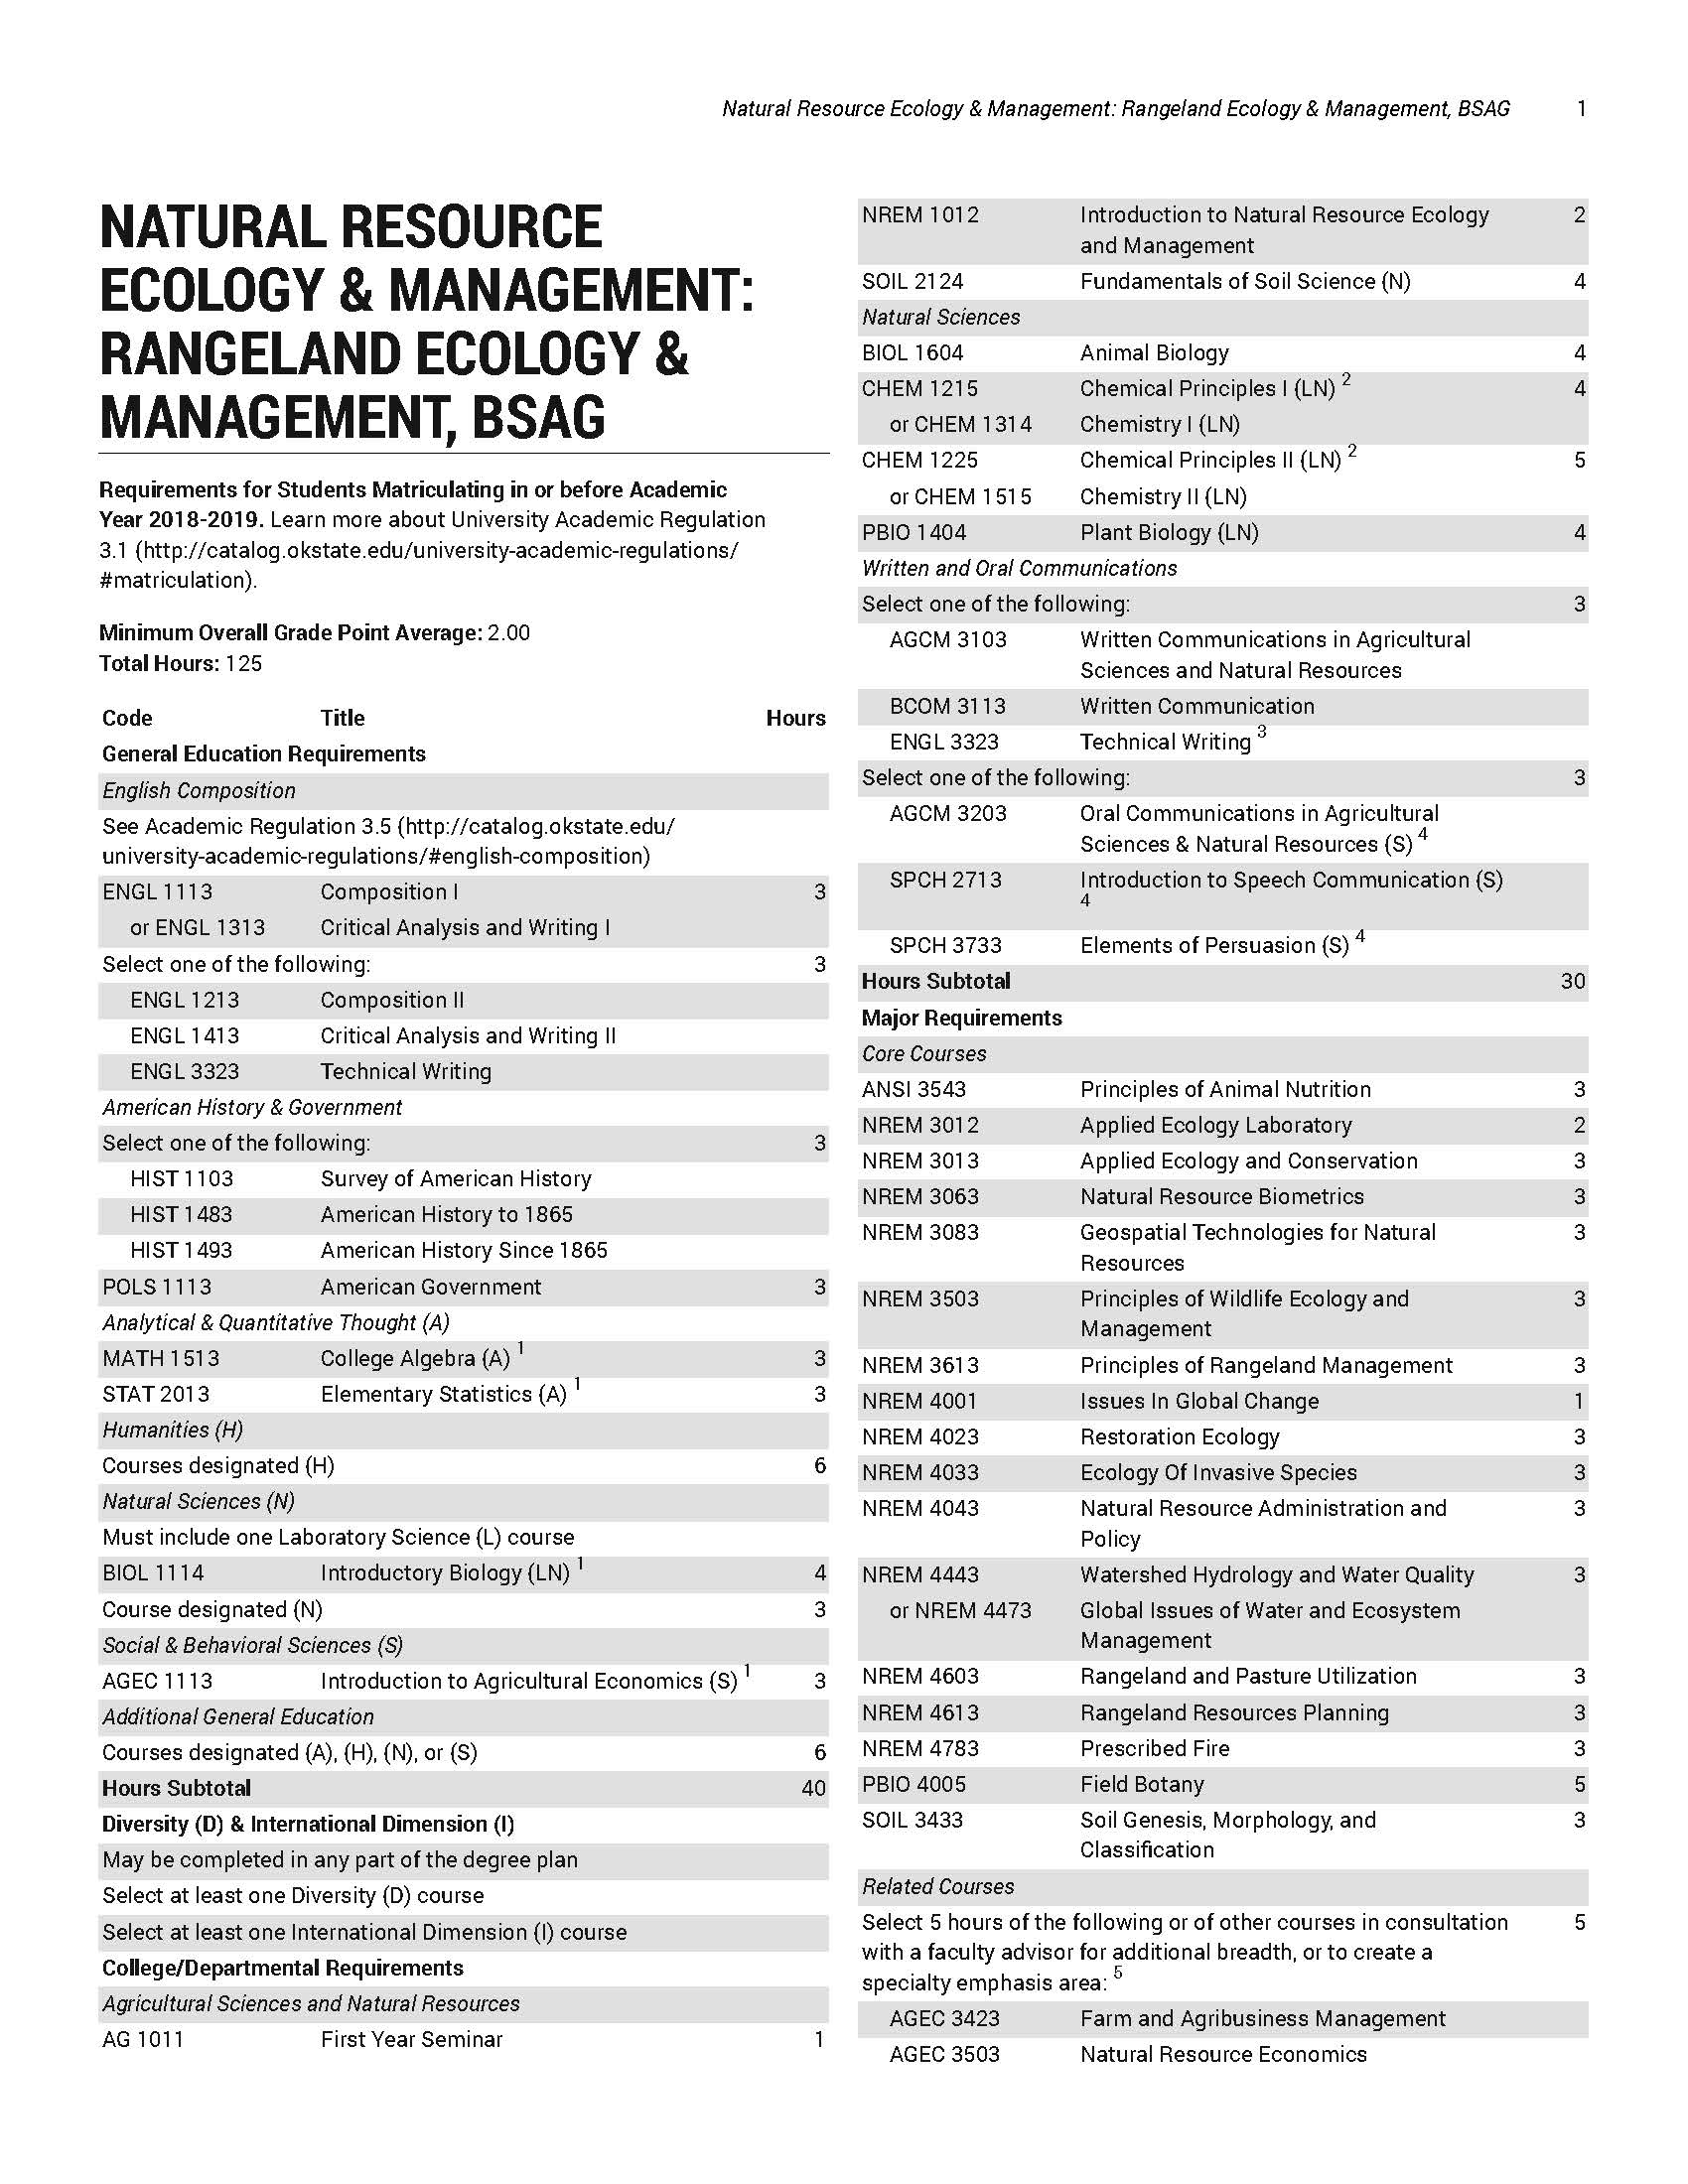 Natural Resource Ecology & Management: Rangeland Ecology & Management, BSAG 1
NATURAL RESOURCE
ECOLOGY & MANAGEMENT:
RANGELAND ECOLOGY &
MANAGEMENT, BSAG
Requirements for Students Matriculating in or before Academic
Year 2018-2019. Learn more about University Academic Regulation
3.1 (http://catalog.okstate.edu/university-academic-regulations/
#matriculation).
Minimum Overall Grade Point Average: 2.00
Total Hours: 125
Code Title Hours
General Education Requirements
English Composition
See Academic Regulation 3.5 (http://catalog.okstate.edu/
university-academic-regulations/#english-composition)
ENGL 1113 Composition I 3
or ENGL 1313 Critical Analysis and Writing I
Select one of the following: 3
ENGL 1213 Composition II
ENGL 1413 Critical Analysis and Writing II
ENGL 3323 Technical Writing
American History & Government
Select one of the following: 3
HIST 1103 Survey of American History
HIST 1483 American History to 1865
HIST 1493 American History Since 1865
POLS 1113 American Government 3
Analytical & Quantitative Thought (A)
MATH 1513 College Algebra (A) 1 3
STAT 2013 Elementary Statistics (A) 1 3
Humanities (H)
Courses designated (H) 6
Natural Sciences (N)
Must include one Laboratory Science (L) course
BIOL 1114 Introductory Biology (LN) 1 4
Course designated (N) 3
Social & Behavioral Sciences (S)
AGEC 1113 Introduction to Agricultural Economics (S) 1 3
Additional General Education
Courses designated (A), (H), (N), or (S) 6
Hours Subtotal 40
Diversity (D) & International Dimension (I)
May be completed in any part of the degree plan
Select at least one Diversity (D) course
Select at least one International Dimension (I) course
College/Departmental Requirements
Agricultural Sciences and Natural Resources
AG 1011 First Year Seminar 1
NREM 1012 Introduction to Natural Resource Ecology 2
and Management
SOIL 2124 Fundamentals of Soil Science (N) 4
Natural Sciences
BIOL 1604 Animal Biology 4
CHEM 1215 Chemical Principles I (LN) 2 4
or CHEM 1314 Chemistry I (LN)
CHEM 1225 Chemical Principles II (LN) 2 5
or CHEM 1515 Chemistry II (LN)
PBIO 1404 Plant Biology (LN) 4
Written and Oral Communications
Select one of the following: 3
AGCM 3103 Written Communications in Agricultural
Sciences and Natural Resources
BCOM 3113 Written Communication
ENGL 3323 Technical Writing 3
Select one of the following: 3
AGCM 3203 Oral Communications in Agricultural
Sciences & Natural Resources (S) 4
SPCH 2713 Introduction to Speech Communication (S)
4
SPCH 3733 Elements of Persuasion (S) 4
Hours Subtotal 30
Major Requirements
Core Courses
ANSI 3543 Principles of Animal Nutrition 3
NREM 3012 Applied Ecology Laboratory 2
NREM 3013 Applied Ecology and Conservation 3
NREM 3063 Natural Resource Biometrics 3
NREM 3083 Geospatial Technologies for Natural 3
Resources
NREM 3503 Principles of Wildlife Ecology and 3
Management
NREM 3613 Principles of Rangeland Management 3
NREM 4001 Issues In Global Change 1
NREM 4023 Restoration Ecology 3
NREM 4033 Ecology Of Invasive Species 3
NREM 4043 Natural Resource Administration and 3
Policy
NREM 4443 Watershed Hydrology and Water Quality 3
or NREM 4473 Global Issues of Water and Ecosystem
Management
NREM 4603 Rangeland and Pasture Utilization 3
NREM 4613 Rangeland Resources Planning 3
NREM 4783 Prescribed Fire 3
PBIO 4005 Field Botany 5
SOIL 3433 Soil Genesis, Morphology, and 3
Classification
Related Courses
Select 5 hours of the following or of other courses in consultation 5
with a faculty advisor for additional breadth, or to create a
specialty emphasis area: 5
AGEC 3423 Farm and Agribusiness Management
AGEC 3503 Natural Resource Economics